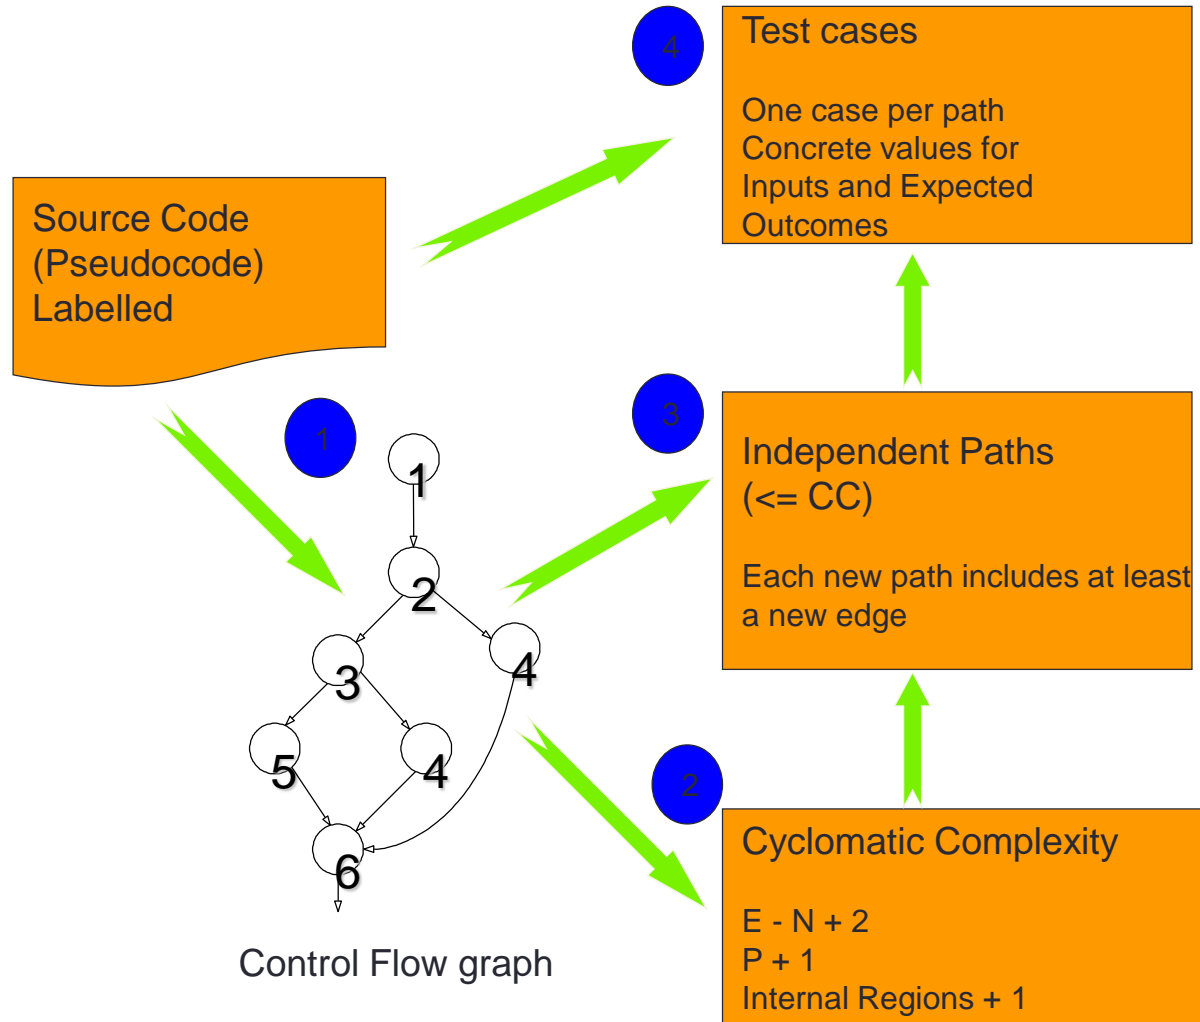 4
Test cases
One case per path
Concrete values for
Inputs and Expected
Outcomes
Source Code
(Pseudocode)
Labelled
1
3
Independent Paths
(<= CC)
Each new path includes at least
a new edge
1
2
3
4
5
4
6
Control Flow graph
2
Cyclomatic Complexity
E - N + 2
P + 1
Internal Regions + 1